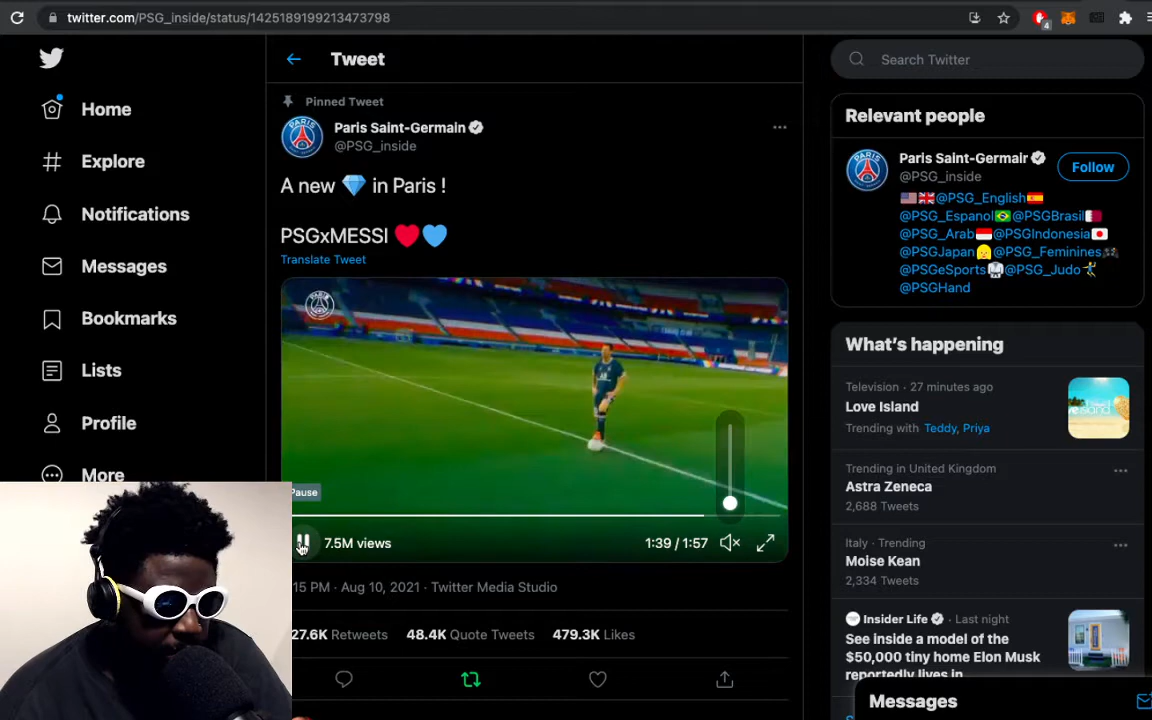 twitter.com/PSG_inside/status/1425189199213473798
4
Home
Explore
Notifications
Messages
Bookmarks
Lists
Profile
More
Tweet
Pinned Tweet
Paris Saint-Germain
@PSG_inside
A new 💎 in Paris !
PSGxMESSI ❤️💙
Translate Tweet
PARIS
Pause
7.5M views
1:39 / 1:57
15 PM · Aug 10, 2021 · Twitter Media Studio
27.6K Retweets 48.4K Quote Tweets 479.3K Likes
Search Twitter
Relevant people
Paris Saint-Germain
@PSG_inside
Follow
🇺🇸🇬🇧@PSG_English🇪🇸
@PSG_Espanol🇧🇷@PSGBrasil🇶🇦
@PSG_Arab🇮🇩@PSGIndonesia🇯🇵
@PSGJapan👱‍♀️@PSG_Feminines🎮
@PSGeSports🥋@PSG_Judo🤾
@PSGHand
What's happening
Television · 27 minutes ago
Love Island
Trending with Teddy, Priya
Trending in United Kingdom
Astra Zeneca
2,688 Tweets
Italy · Trending
Moise Kean
2,334 Tweets
Insider Life · Last night
See inside a model of the
$50,000 tiny home Elon Musk
reportedly lives in
Messages